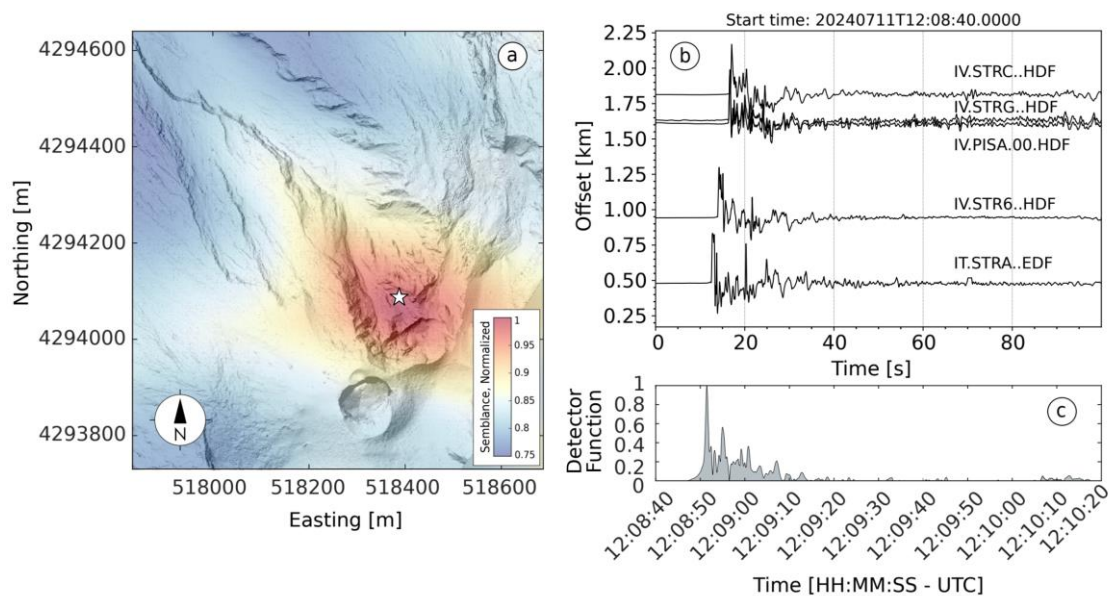 4294600
4294400
4294200
4294000
4293800
Northing [m]
518000
518200
518400
518600
Easting [m]
a
N
Semblance, Normalized
1
0.95
0.9
0.85
0.8
0.75
Start time: 20240711T12:08:40.0000
b
2.25
2.00
1.75
1.50
1.25
1.00
0.75
0.50
0.25
Offset [km]
IV.STRC..HDF
IV.STRG..HDF
IV.PISA.00.HDF
IV.STR6..HDF
IT.STRA..EDF
0
20
40
60
80
Time [s]
c
1
0.8
0.6
0.4
0.2
0
Detector
Function
12:08:40
12:08:50
12:09:00
12:09:10
12:09:20
12:09:30
12:09:40
12:09:50
12:10:00
12:10:10
12:10:20
Time [HH:MM:SS - UTC]